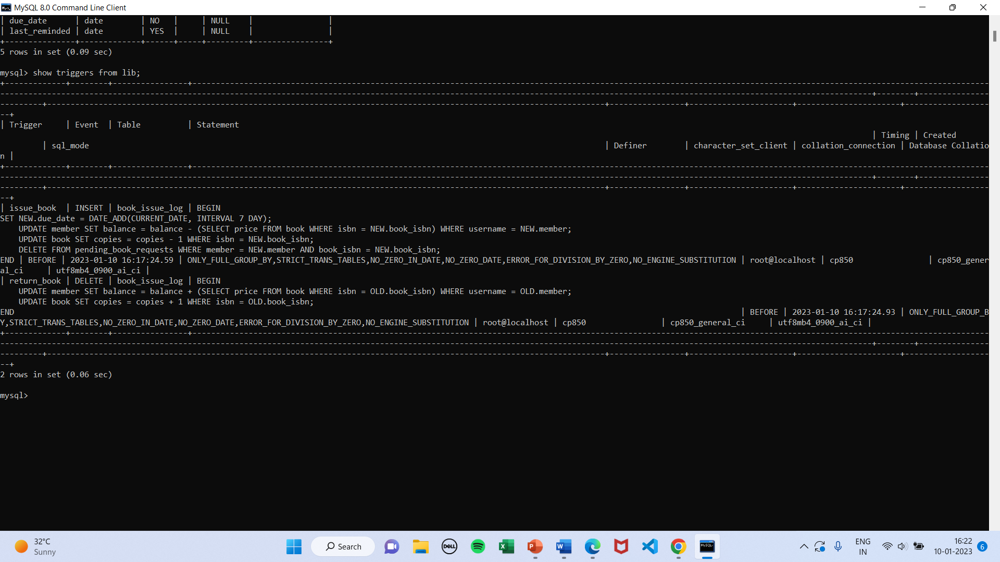 MySQL 8.0 Command Line Client
| due_date | date | NO | | NULL | |
| last_reminded | date | YES | | NULL | |
5 rows in set (0.09 sec)
mysql> show triggers from lib;
| Trigger | Event | Table | Statement
| Timing | Created
| sql_mode | Definer | character_set_client | collation_connection | Database Collatio
n |
| issue_book | INSERT | book_issue_log | BEGIN
SET NEW.due_date = DATE_ADD(CURRENT_DATE, INTERVAL 7 DAY);
UPDATE member SET balance = balance - (SELECT price FROM book WHERE isbn = NEW.book_isbn) WHERE username = NEW.member;
UPDATE book SET copies = copies - 1 WHERE isbn = NEW.book_isbn;
DELETE FROM pending_book_requests WHERE member = NEW.member AND book_isbn = NEW.book_isbn;
END | BEFORE | 2023-01-10 16:17:24.59 | ONLY_FULL_GROUP_BY,STRICT_TRANS_TABLES,NO_ZERO_IN_DATE,NO_ZERO_DATE,ERROR_FOR_DIVISION_BY_ZERO,NO_ENGINE_SUBSTITUTION | root@localhost | cp850 | cp850_gener
al_ci | utf8mb4_0900_ai_ci |
| return_book | DELETE | book_issue_log | BEGIN
UPDATE member SET balance = balance + (SELECT price FROM book WHERE isbn = OLD.book_isbn) WHERE username = OLD.member;
UPDATE book SET copies = copies + 1 WHERE isbn = OLD.book_isbn;
END | BEFORE | 2023-01-10 16:17:24.93 | ONLY_FULL_GROUP_B
Y,STRICT_TRANS_TABLES,NO_ZERO_IN_DATE,NO_ZERO_DATE,ERROR_FOR_DIVISION_BY_ZERO,NO_ENGINE_SUBSTITUTION | root@localhost | cp850 | cp850_general_ci | utf8mb4_0900_ai_ci |
2 rows in set (0.06 sec)
mysql>
32°C
Sunny
Search
DELL
ENG
IN
16:22
10-01-2023
6